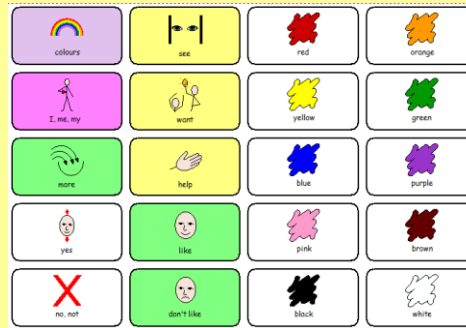 colours
see
red
orange
I, me, my
want
yellow
green
more
help
blue
purple
yes
like
pink
brown
no, not
don't like
black
white